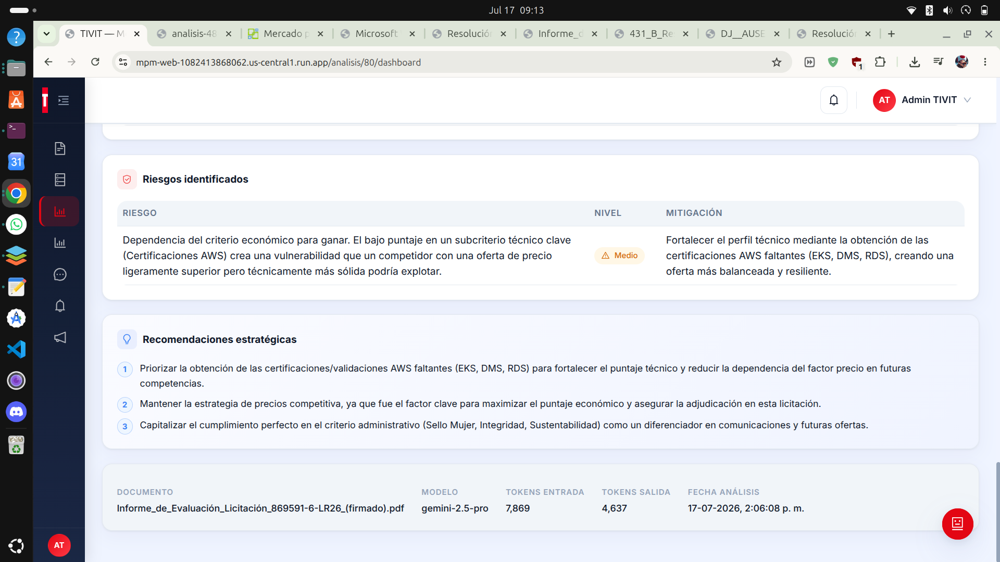 Jul 17 09:13
TIVIT — M
analisis-48
Mercado p
Microsoft
Resolución
Informe_d
431_B_Re
DJ__AUSE
Resolución
mpm-web-1082413868062.us-central1.run.app/analisis/80/dashboard
1
T
AT
Admin TIVIT
31
Riesgos identificados
RIESGO
NIVEL
MITIGACIÓN
Dependencia del criterio económico para ganar. El bajo puntaje en un subcriterio técnico clave
(Certificaciones AWS) crea una vulnerabilidad que un competidor con una oferta de precio
ligeramente superior pero técnicamente más sólida podría explotar.
Medio
Fortalecer el perfil técnico mediante la obtención de las
certificaciones AWS faltantes (EKS, DMS, RDS), creando una
oferta más balanceada y resiliente.
Recomendaciones estratégicas
1 Priorizar la obtención de las certificaciones/validaciones AWS faltantes (EKS, DMS, RDS) para fortalecer el puntaje técnico y reducir la dependencia del factor precio en futuras
competencias.
2 Mantener la estrategia de precios competitiva, ya que fue el factor clave para maximizar el puntaje económico y asegurar la adjudicación en esta licitación.
3 Capitalizar el cumplimiento perfecto en el criterio administrativo (Sello Mujer, Integridad, Sustentabilidad) como un diferenciador en comunicaciones y futuras ofertas.
DOCUMENTO
Informe_de_Evaluación_Licitación_869591-6-LR26_(firmado).pdf
MODELO
gemini-2.5-pro
TOKENS ENTRADA
7,869
TOKENS SALIDA
4,637
FECHA ANÁLISIS
17-07-2026, 2:06:08 p. m.
AT